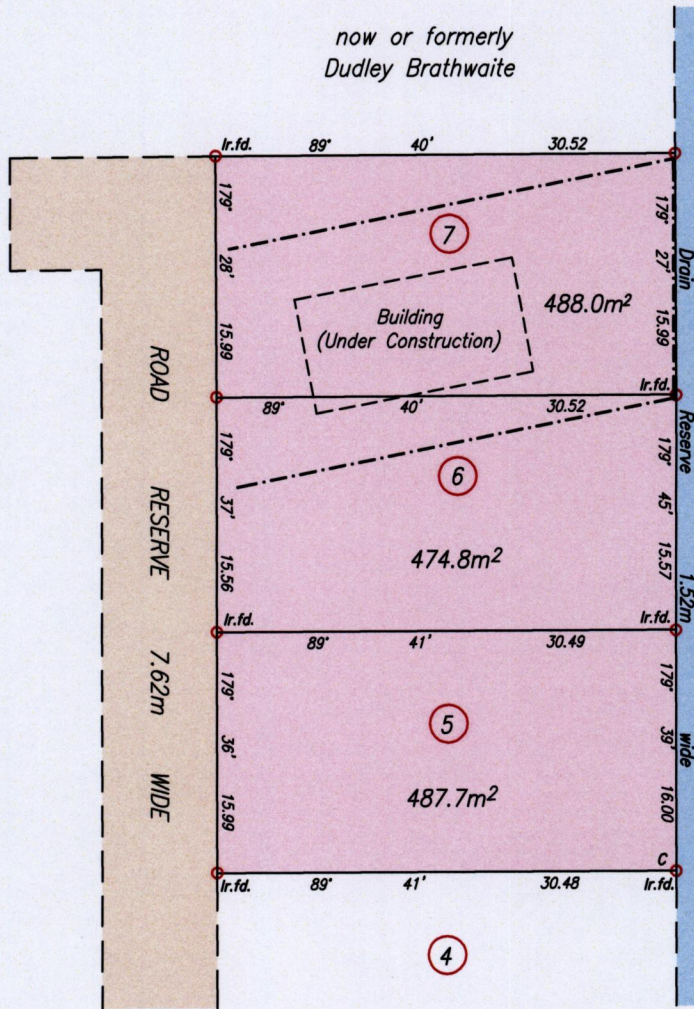 now or formerly
Dudley Brathwaite
Ir.fd. 89° 40' 30.52
179° 28' 15.99
7
179° 27' 15.99
488.0m²
Building
(Under Construction)
Ir.fd.
89° 40' 30.52
179° 37' 15.56
6
179° 45' 15.57
474.8m²
Ir.fd.
Ir.fd.
89° 41' 30.49
179° 36' 15.99
5
179° 39' 16.00
487.7m²
C
Ir.fd. 89° 41' 30.48 Ir.fd.
4
ROAD RESERVE 7.62m WIDE
Drain Reserve 1.52m wide